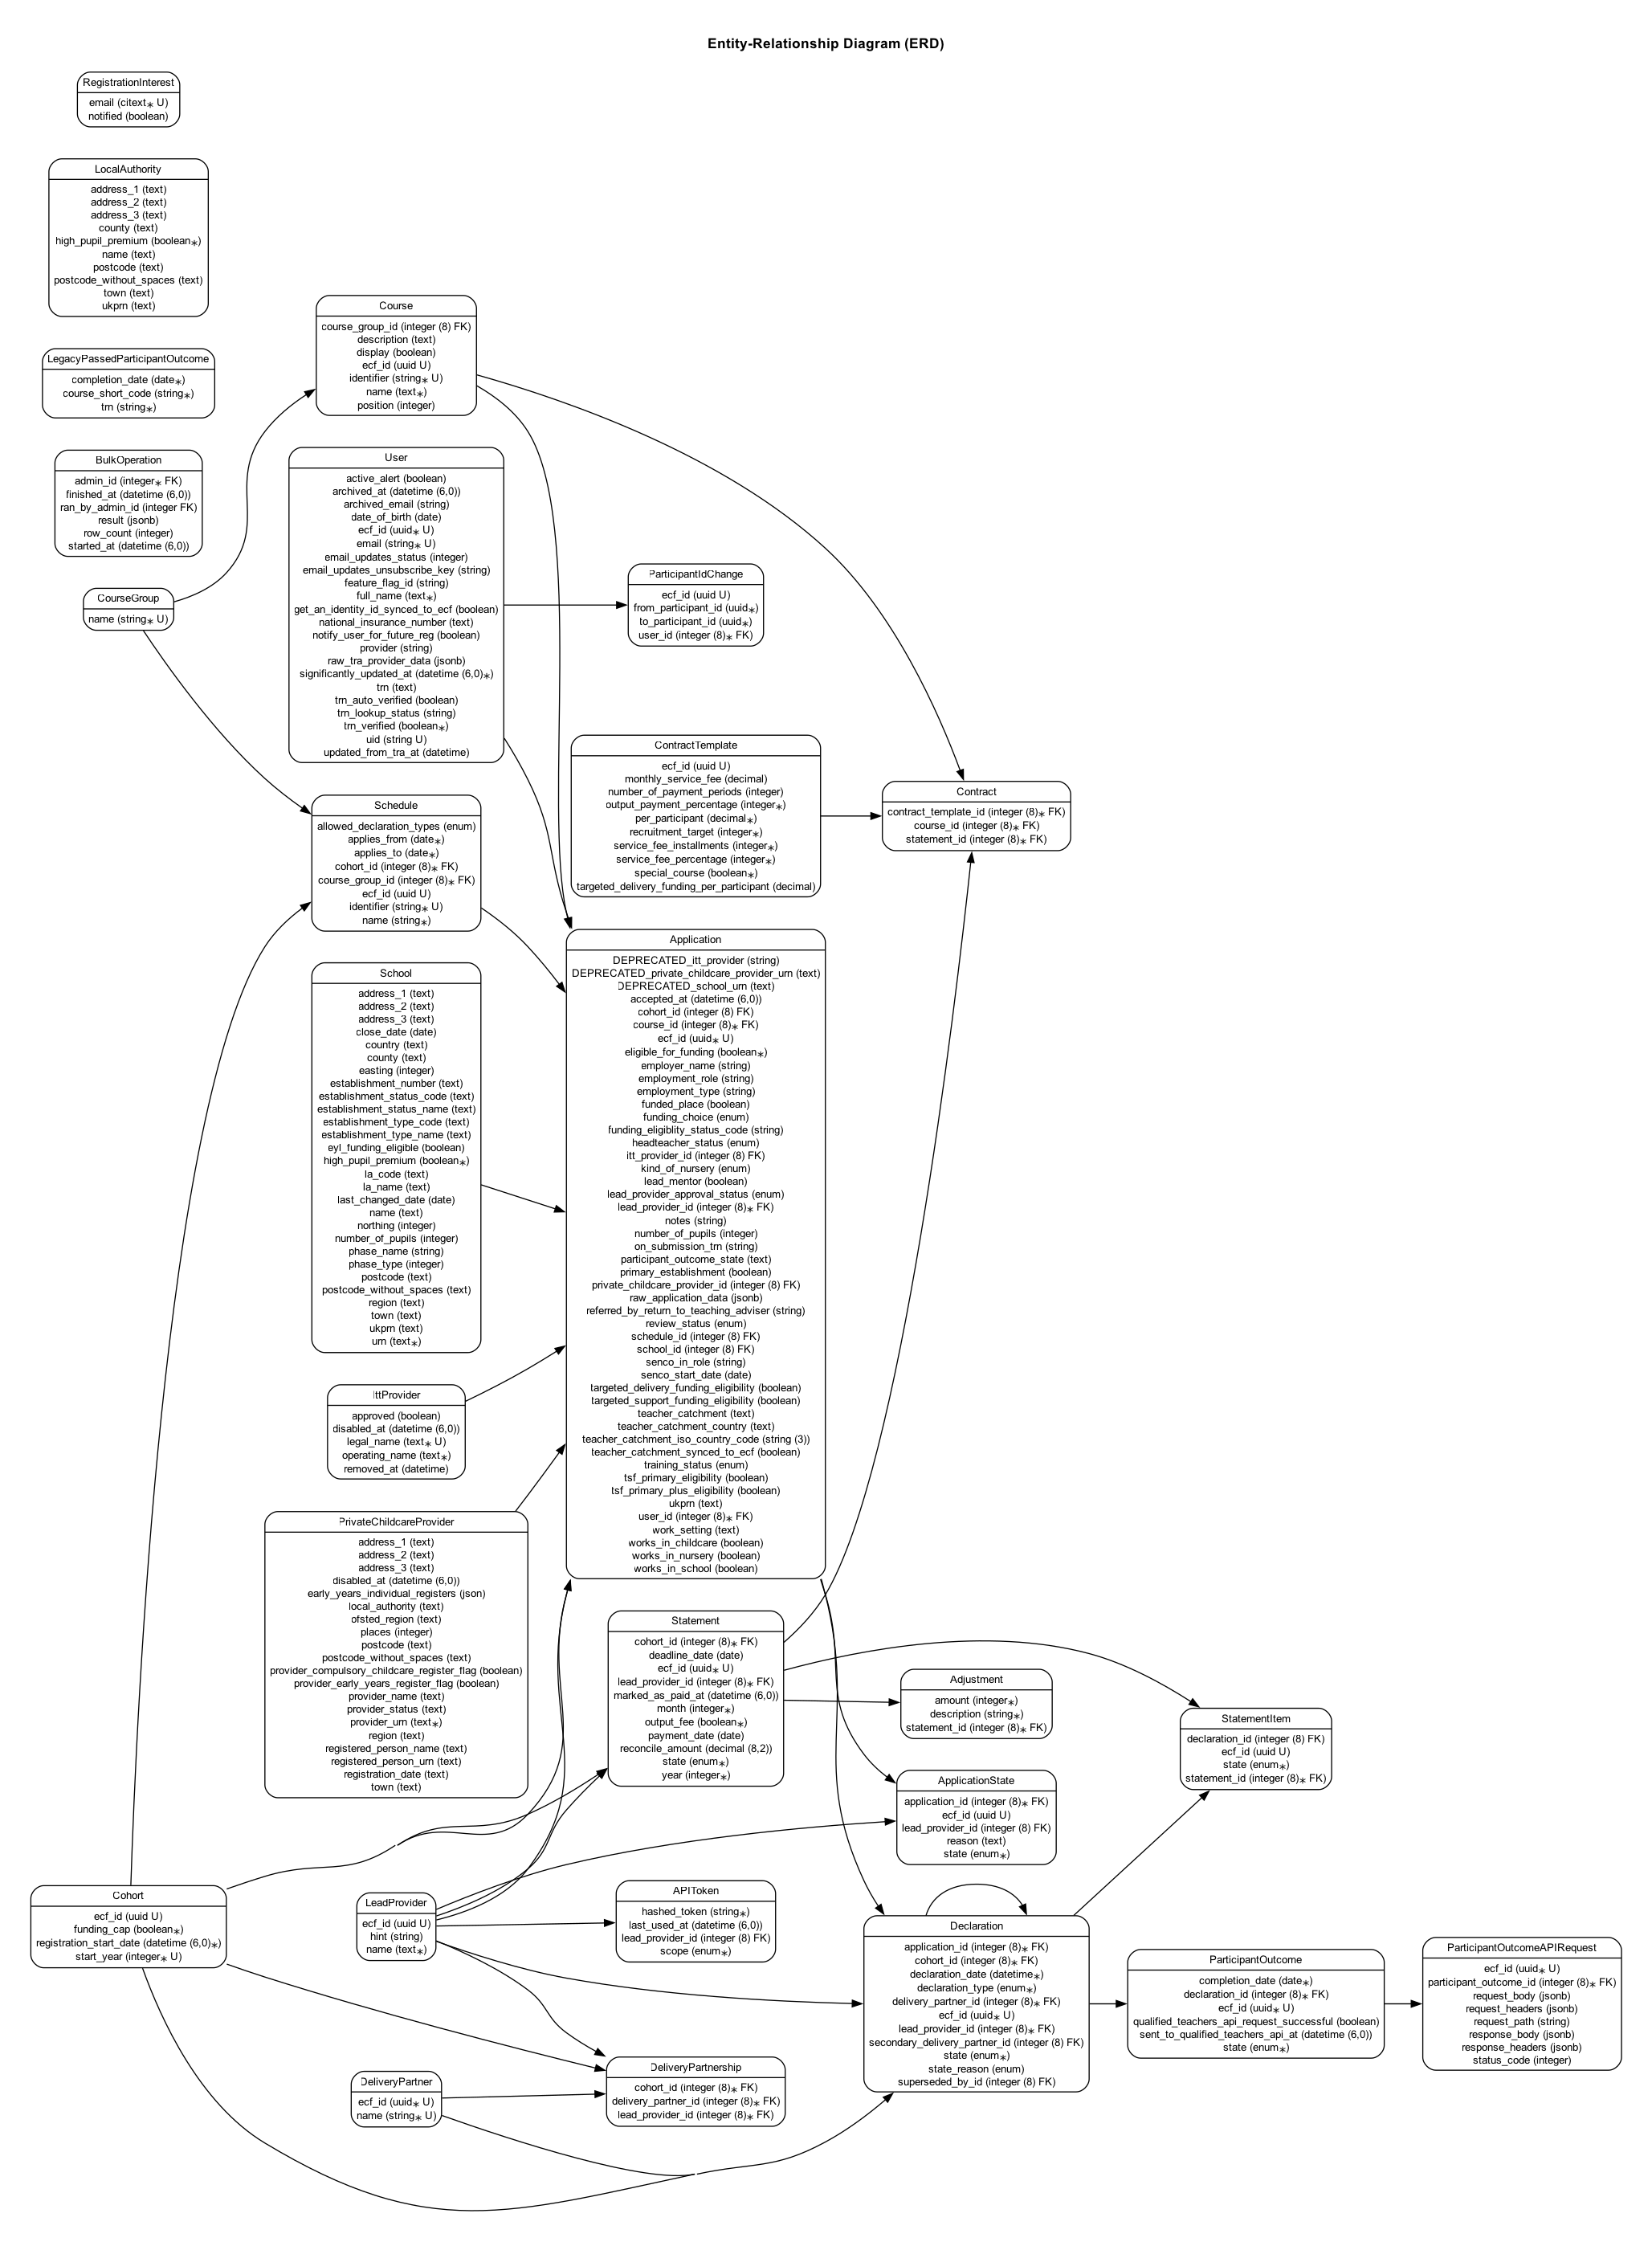 Entity-Relationship Diagram (ERD)
RegistrationInterest
email (citext∗ U)
notified (boolean)
LocalAuthority
address_1 (text)
address_2 (text)
address_3 (text)
county (text)
high_pupil_premium (boolean∗)
name (text)
postcode (text)
postcode_without_spaces (text)
town (text)
ukprn (text)
LegacyPassedParticipantOutcome
completion_date (date∗)
course_short_code (string∗)
trn (string∗)
BulkOperation
admin_id (integer∗ FK)
finished_at (datetime (6,0))
ran_by_admin_id (integer FK)
result (jsonb)
row_count (integer)
started_at (datetime (6,0))
CourseGroup
name (string∗ U)
Course
course_group_id (integer (8) FK)
description (text)
display (boolean)
ecf_id (uuid U)
identifier (string∗ U)
name (text∗)
position (integer)
User
active_alert (boolean)
archived_at (datetime (6,0))
archived_email (string)
date_of_birth (date)
ecf_id (uuid∗ U)
email (string∗ U)
email_updates_status (integer)
email_updates_unsubscribe_key (string)
feature_flag_id (string)
full_name (text∗)
get_an_identity_id_synced_to_ecf (boolean)
national_insurance_number (text)
notify_user_for_future_reg (boolean)
provider (string)
raw_tra_provider_data (jsonb)
significantly_updated_at (datetime (6,0)∗)
trn (text)
trn_auto_verified (boolean)
trn_lookup_status (string)
trn_verified (boolean∗)
uid (string U)
updated_from_tra_at (datetime)
ParticipantIdChange
ecf_id (uuid U)
from_participant_id (uuid∗)
to_participant_id (uuid∗)
user_id (integer (8)∗ FK)
ContractTemplate
ecf_id (uuid U)
monthly_service_fee (decimal)
number_of_payment_periods (integer)
output_payment_percentage (integer∗)
per_participant (decimal∗)
recruitment_target (integer∗)
service_fee_installments (integer∗)
service_fee_percentage (integer∗)
special_course (boolean∗)
targeted_delivery_funding_per_participant (decimal)
Contract
contract_template_id (integer (8)∗ FK)
course_id (integer (8)∗ FK)
statement_id (integer (8)∗ FK)
Schedule
allowed_declaration_types (enum)
applies_from (date∗)
applies_to (date∗)
cohort_id (integer (8)∗ FK)
course_group_id (integer (8)∗ FK)
ecf_id (uuid U)
identifier (string∗ U)
name (string∗)
School
address_1 (text)
address_2 (text)
address_3 (text)
close_date (date)
country (text)
county (text)
easting (integer)
establishment_number (text)
establishment_status_code (text)
establishment_status_name (text)
establishment_type_code (text)
establishment_type_name (text)
eyl_funding_eligible (boolean)
high_pupil_premium (boolean∗)
la_code (text)
la_name (text)
last_changed_date (date)
name (text)
northing (integer)
number_of_pupils (integer)
phase_name (string)
phase_type (integer)
postcode (text)
postcode_without_spaces (text)
region (text)
town (text)
ukprn (text)
urn (text∗)
Application
DEPRECATED_itt_provider (string)
DEPRECATED_private_childcare_provider_urn (text)
DEPRECATED_school_urn (text)
accepted_at (datetime (6,0))
cohort_id (integer (8) FK)
course_id (integer (8)∗ FK)
ecf_id (uuid∗ U)
eligible_for_funding (boolean∗)
employer_name (string)
employment_role (string)
employment_type (string)
funded_place (boolean)
funding_choice (enum)
funding_eligiblity_status_code (string)
headteacher_status (enum)
itt_provider_id (integer (8) FK)
kind_of_nursery (enum)
lead_mentor (boolean)
lead_provider_approval_status (enum)
lead_provider_id (integer (8)∗ FK)
notes (string)
number_of_pupils (integer)
on_submission_trn (string)
participant_outcome_state (text)
primary_establishment (boolean)
private_childcare_provider_id (integer (8) FK)
raw_application_data (jsonb)
referred_by_return_to_teaching_adviser (string)
review_status (enum)
schedule_id (integer (8) FK)
school_id (integer (8) FK)
senco_in_role (string)
senco_start_date (date)
targeted_delivery_funding_eligibility (boolean)
targeted_support_funding_eligibility (boolean)
teacher_catchment (text)
teacher_catchment_country (text)
teacher_catchment_iso_country_code (string (3))
teacher_catchment_synced_to_ecf (boolean)
training_status (enum)
tsf_primary_eligibility (boolean)
tsf_primary_plus_eligibility (boolean)
ukprn (text)
user_id (integer (8)∗ FK)
work_setting (text)
works_in_childcare (boolean)
works_in_nursery (boolean)
works_in_school (boolean)
IttProvider
approved (boolean)
disabled_at (datetime (6,0))
legal_name (text∗ U)
operating_name (text∗)
removed_at (datetime)
PrivateChildcareProvider
address_1 (text)
address_2 (text)
address_3 (text)
disabled_at (datetime (6,0))
early_years_individual_registers (json)
local_authority (text)
ofsted_region (text)
places (integer)
postcode (text)
postcode_without_spaces (text)
provider_compulsory_childcare_register_flag (boolean)
provider_early_years_register_flag (boolean)
provider_name (text)
provider_status (text)
provider_urn (text∗)
region (text)
registered_person_name (text)
registered_person_urn (text)
registration_date (text)
town (text)
Statement
cohort_id (integer (8)∗ FK)
deadline_date (date)
ecf_id (uuid∗ U)
lead_provider_id (integer (8)∗ FK)
marked_as_paid_at (datetime (6,0))
month (integer∗)
output_fee (boolean∗)
payment_date (date)
reconcile_amount (decimal (8,2))
state (enum∗)
year (integer∗)
Adjustment
amount (integer∗)
description (string∗)
statement_id (integer (8)∗ FK)
StatementItem
declaration_id (integer (8) FK)
ecf_id (uuid U)
state (enum∗)
statement_id (integer (8)∗ FK)
ApplicationState
application_id (integer (8)∗ FK)
ecf_id (uuid U)
lead_provider_id (integer (8) FK)
reason (text)
state (enum∗)
Cohort
ecf_id (uuid U)
funding_cap (boolean∗)
registration_start_date (datetime (6,0)∗)
start_year (integer∗ U)
LeadProvider
ecf_id (uuid U)
hint (string)
name (text∗)
APIToken
hashed_token (string∗)
last_used_at (datetime (6,0))
lead_provider_id (integer (8) FK)
scope (enum∗)
Declaration
application_id (integer (8)∗ FK)
cohort_id (integer (8)∗ FK)
declaration_date (datetime∗)
declaration_type (enum∗)
delivery_partner_id (integer (8)∗ FK)
ecf_id (uuid∗ U)
lead_provider_id (integer (8)∗ FK)
secondary_delivery_partner_id (integer (8) FK)
state (enum∗)
state_reason (enum)
superseded_by_id (integer (8) FK)
ParticipantOutcome
completion_date (date∗)
declaration_id (integer (8)∗ FK)
ecf_id (uuid∗ U)
qualified_teachers_api_request_successful (boolean)
sent_to_qualified_teachers_api_at (datetime (6,0))
state (enum∗)
ParticipantOutcomeAPIRequest
ecf_id (uuid∗ U)
participant_outcome_id (integer (8)∗ FK)
request_body (jsonb)
request_headers (jsonb)
request_path (string)
response_body (jsonb)
response_headers (jsonb)
status_code (integer)
DeliveryPartner
ecf_id (uuid∗ U)
name (string∗ U)
DeliveryPartnership
cohort_id (integer (8)∗ FK)
delivery_partner_id (integer (8)∗ FK)
lead_provider_id (integer (8)∗ FK)